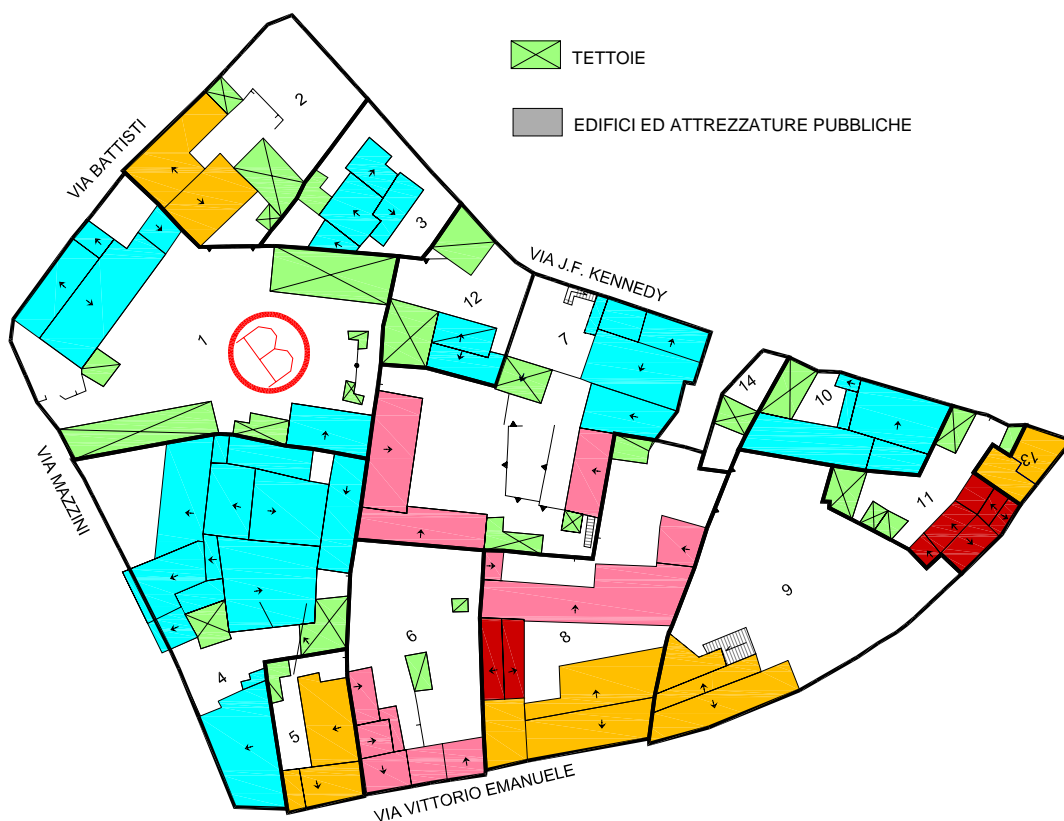 TETTOIE
EDIFICI ED ATTREZZATURE PUBBLICHE
VIA BATTISTI
2
3
VIA J.F. KENNEDY
12
1
B
7
14
10
VIA MAZZINI
13
11
9
6
8
4
5
VIA VITTORIO EMANUELE